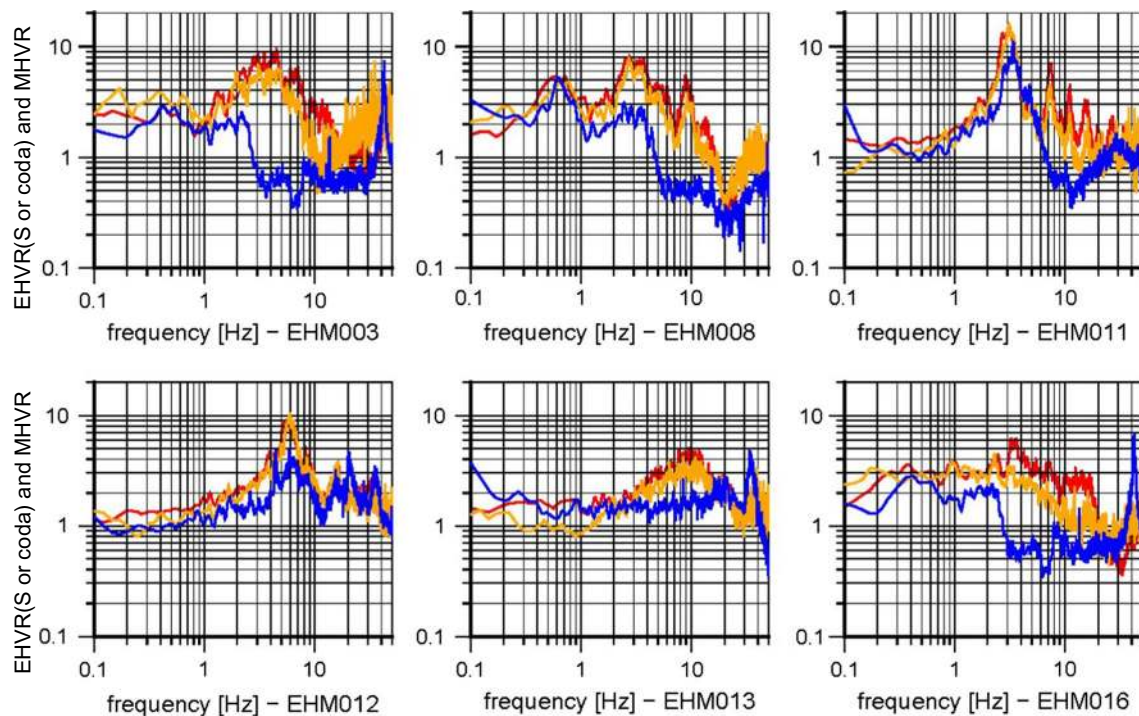 EHVR(S or coda) and MHVR
10
1
0.1
0.1 1 10
frequency [Hz] − EHM003
10
1
0.1
0.1 1 10
frequency [Hz] − EHM008
10
1
0.1
0.1 1 10
frequency [Hz] − EHM011
EHVR(S or coda) and MHVR
10
1
0.1
0.1 1 10
frequency [Hz] − EHM012
10
1
0.1
0.1 1 10
frequency [Hz] − EHM013
10
1
0.1
0.1 1 10
frequency [Hz] − EHM016